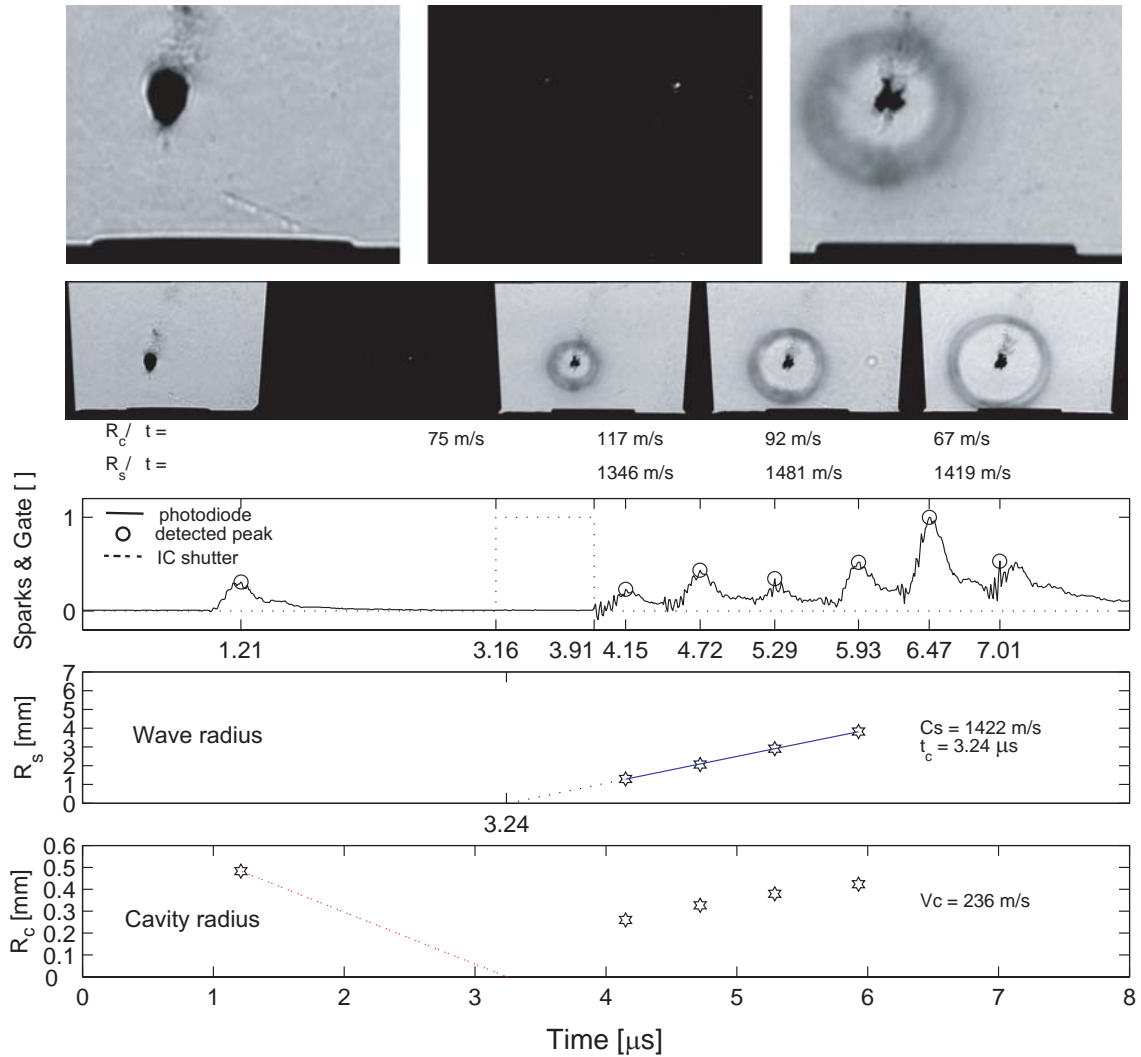 R_c/ t =
75 m/s 117 m/s 92 m/s 67 m/s
R_s/ t =
1346 m/s 1481 m/s 1419 m/s
Sparks & Gate [ ]
1
0
photodiode
detected peak
IC shutter
1.21 3.16 3.91 4.15 4.72 5.29 5.93 6.47 7.01
R_s [mm]
7
6
5
4
3
2
1
0
Wave radius
Cs = 1422 m/s
t_c = 3.24 μs
3.24
R_c [mm]
0.6
0.5
0.4
0.3
0.2
0.1
0
Cavity radius
Vc = 236 m/s
0 1 2 3 4 5 6 7 8
Time [μs]